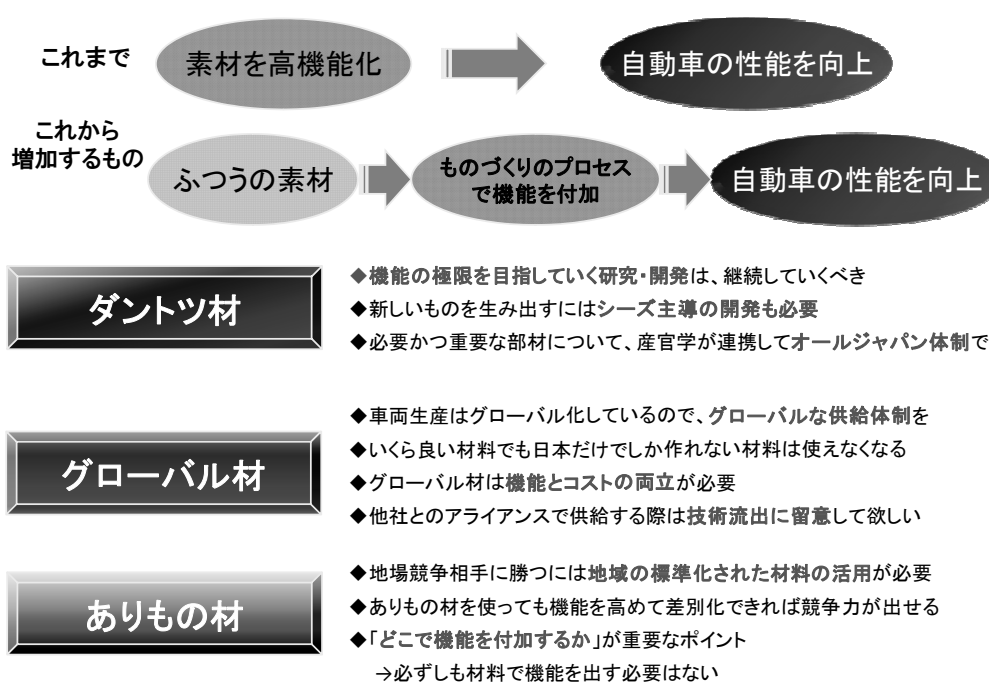 これまで
素材を高機能化
自動車の性能を向上
これから
増加するもの
ふつうの素材
ものづくりのプロセス
で機能を付加
自動車の性能を向上
ダントツ材
◆機能の極限を目指していく研究・開発は、継続していくべき
◆新しいものを生み出すにはシーズ主導の開発も必要
◆必要かつ重要な部材について、産官学が連携してオールジャパン体制で
グローバル材
◆車両生産はグローバル化しているので、グローバルな供給体制を
◆いくら良い材料でも日本だけでしか作れない材料は使えなくなる
◆グローバル材は機能とコストの両立が必要
◆他社とのアライアンスで供給する際は技術流出に留意して欲しい
ありもの材
◆地場競争相手に勝つには地域の標準化された材料の活用が必要
◆ありもの材を使っても機能を高めて差別化できれば競争力が出せる
◆「どこで機能を付加するか」が重要なポイント
→必ずしも材料で機能を出す必要はない